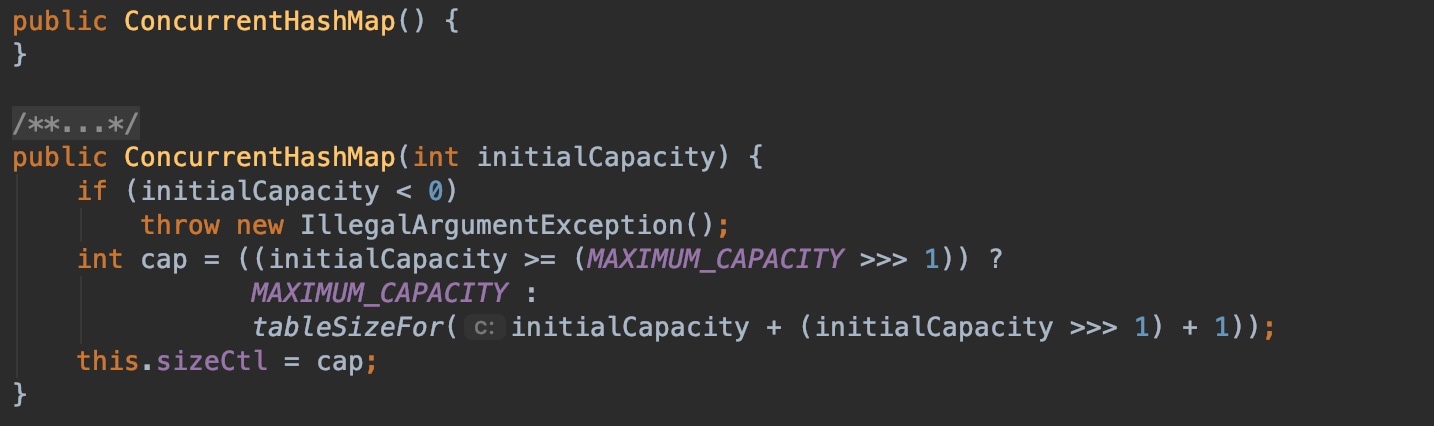 public ConcurrentHashMap() {
}
/**...*/
public ConcurrentHashMap(int initialCapacity) {
if (initialCapacity < 0)
throw new IllegalArgumentException();
int cap = ((initialCapacity >= (MAXIMUM_CAPACITY >>> 1)) ?
MAXIMUM_CAPACITY :
tableSizeFor( c: initialCapacity + (initialCapacity >>> 1) + 1));
this.sizeCtl = cap;
}